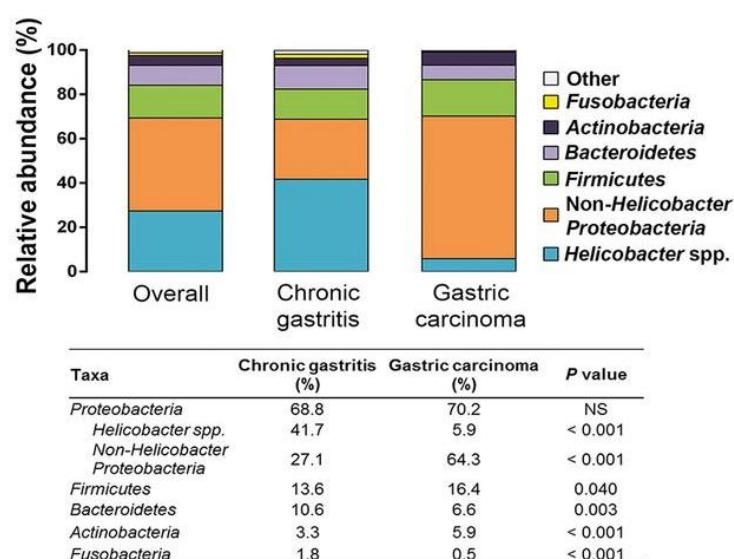 Relative abundance (%)
100
80
60
40
20
0
Overall
Chronic
gastritis
Gastric
carcinoma
Other
Fusobacteria
Actinobacteria
Bacteroidetes
Firmicutes
Non-Helicobacter
Proteobacteria
Helicobacter spp.
Taxa Chronic gastritis (%) Gastric carcinoma (%) P value
Proteobacteria 68.8 70.2 NS
Helicobacter spp. 41.7 5.9 < 0.001
Non-Helicobacter
Proteobacteria 27.1 64.3 < 0.001
Firmicutes 13.6 16.4 0.040
Bacteroidetes 10.6 6.6 0.003
Actinobacteria 3.3 5.9 < 0.001
Fusobacteria 1.8 0.5 < 0.001